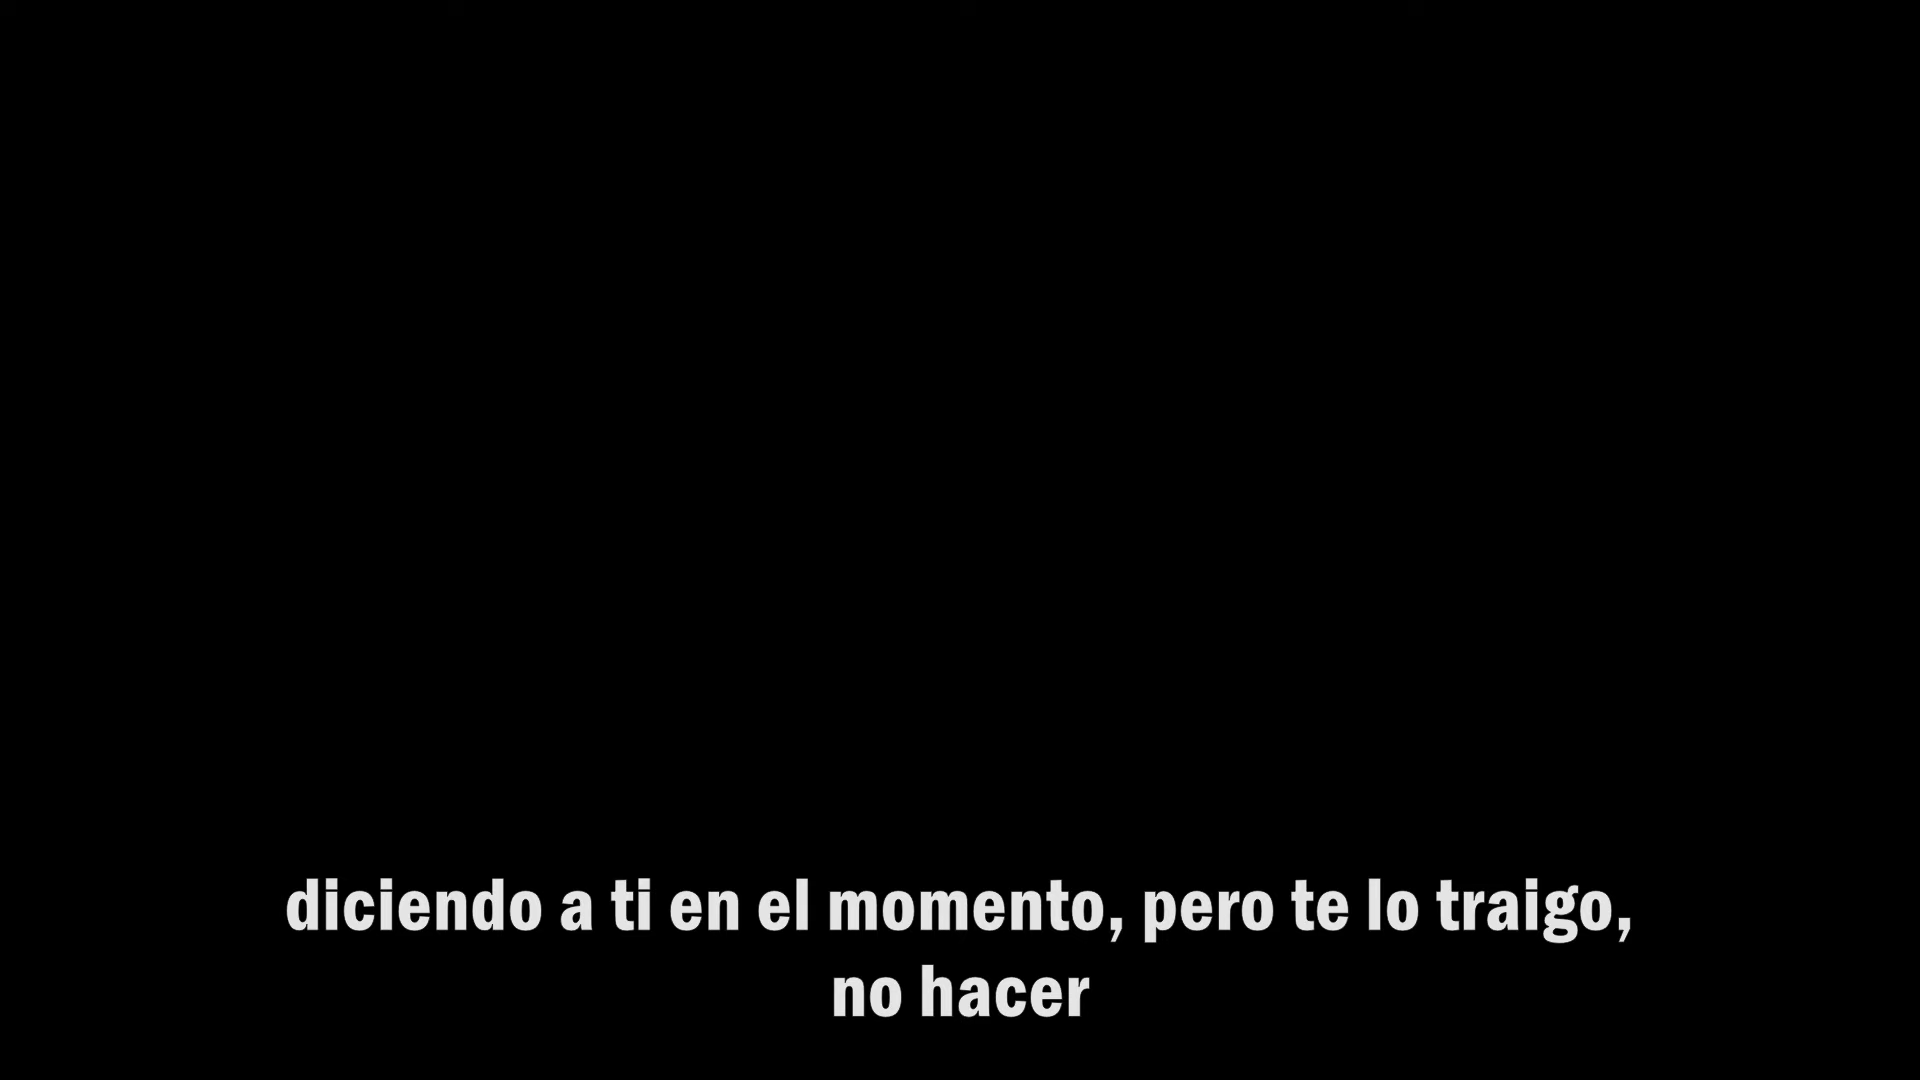 diciendo a ti en el momento, pero te lo traigo,
no hacer